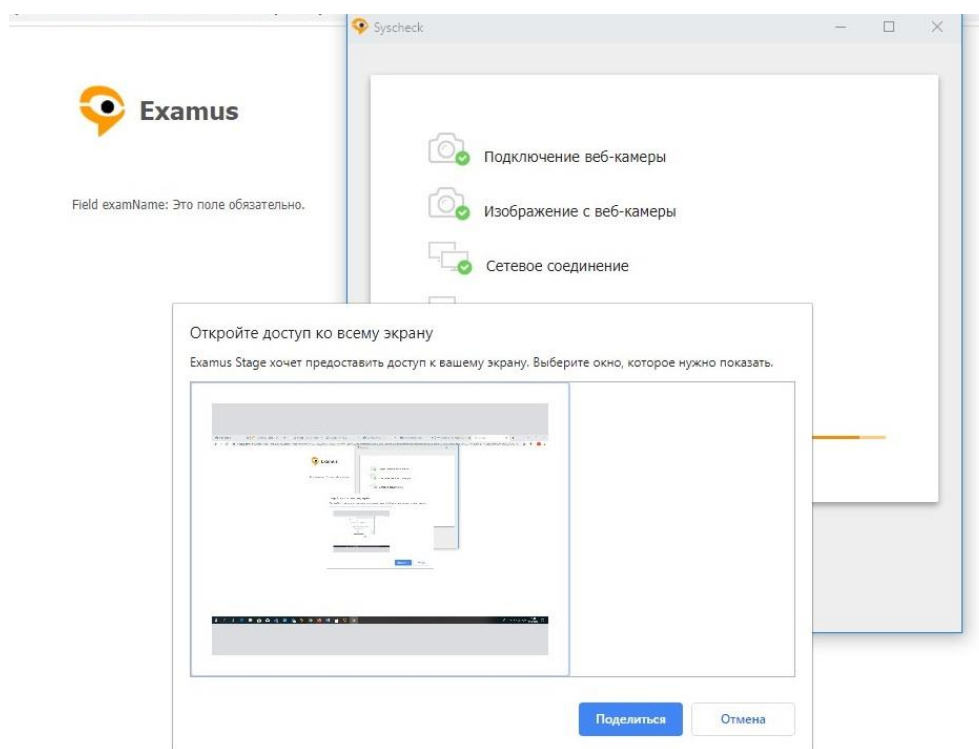 Syscheck
Examus
Field examName: Это поле обязательно.
Подключение веб-камеры
Изображение с веб-камеры
Сетевое соединение
Откройте доступ ко всему экрану
Examus Stage хочет предоставить доступ к вашему экрану. Выберите окно, которое нужно показать.
Поделиться
Отмена